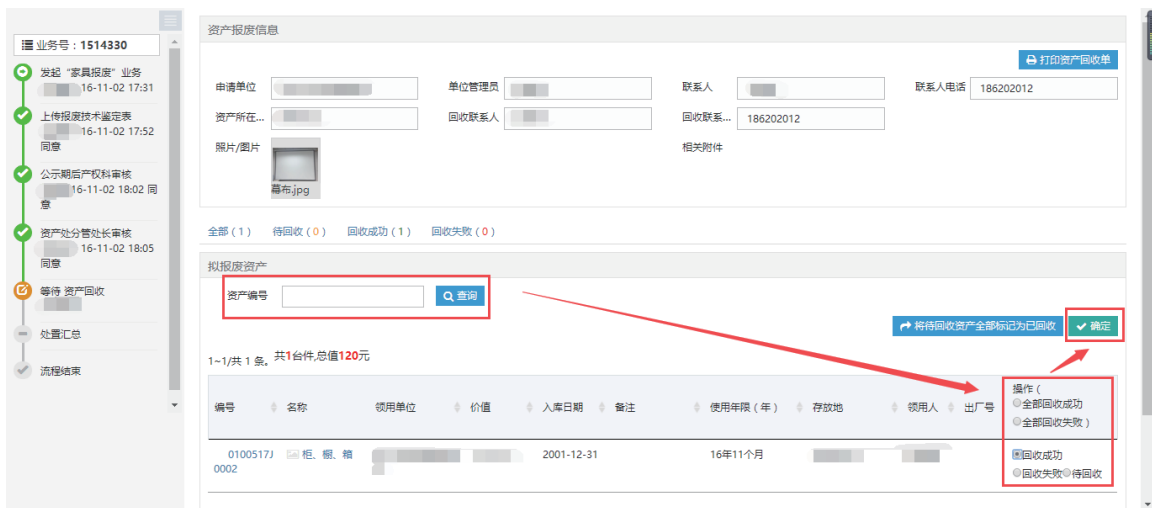 业务号：1514330
发起“家具报废”业务
16-11-02 17:31
上传报废技术鉴定表
16-11-02 17:52
同意
公示期后产权科审核
16-11-02 18:02 同
意
资产处分管处长审核
16-11-02 18:05
同意
等待 资产回收
处置汇总
流程结束
资产报废信息
打印资产回收单
申请单位
单位管理员
联系人
联系人电话 186202012
资产所在...
回收联系人
回收联系... 186202012
照片/图片
幕布.jpg
相关附件
全部（1） 待回收（0） 回收成功（1） 回收失败（0）
拟报废资产
资产编号 查询
将待回收资产全部标记为已回收 确定
1~1/共 1 条。 共1台件,总值120元
编号 名称 领用单位 价值 入库日期 备注 使用年限（年） 存放地 领用人 出厂号
操作（
全部回收成功
全部回收失败）
0100517J
0002
柜、橱、箱
2001-12-31
16年11个月
回收成功
回收失败 待回收